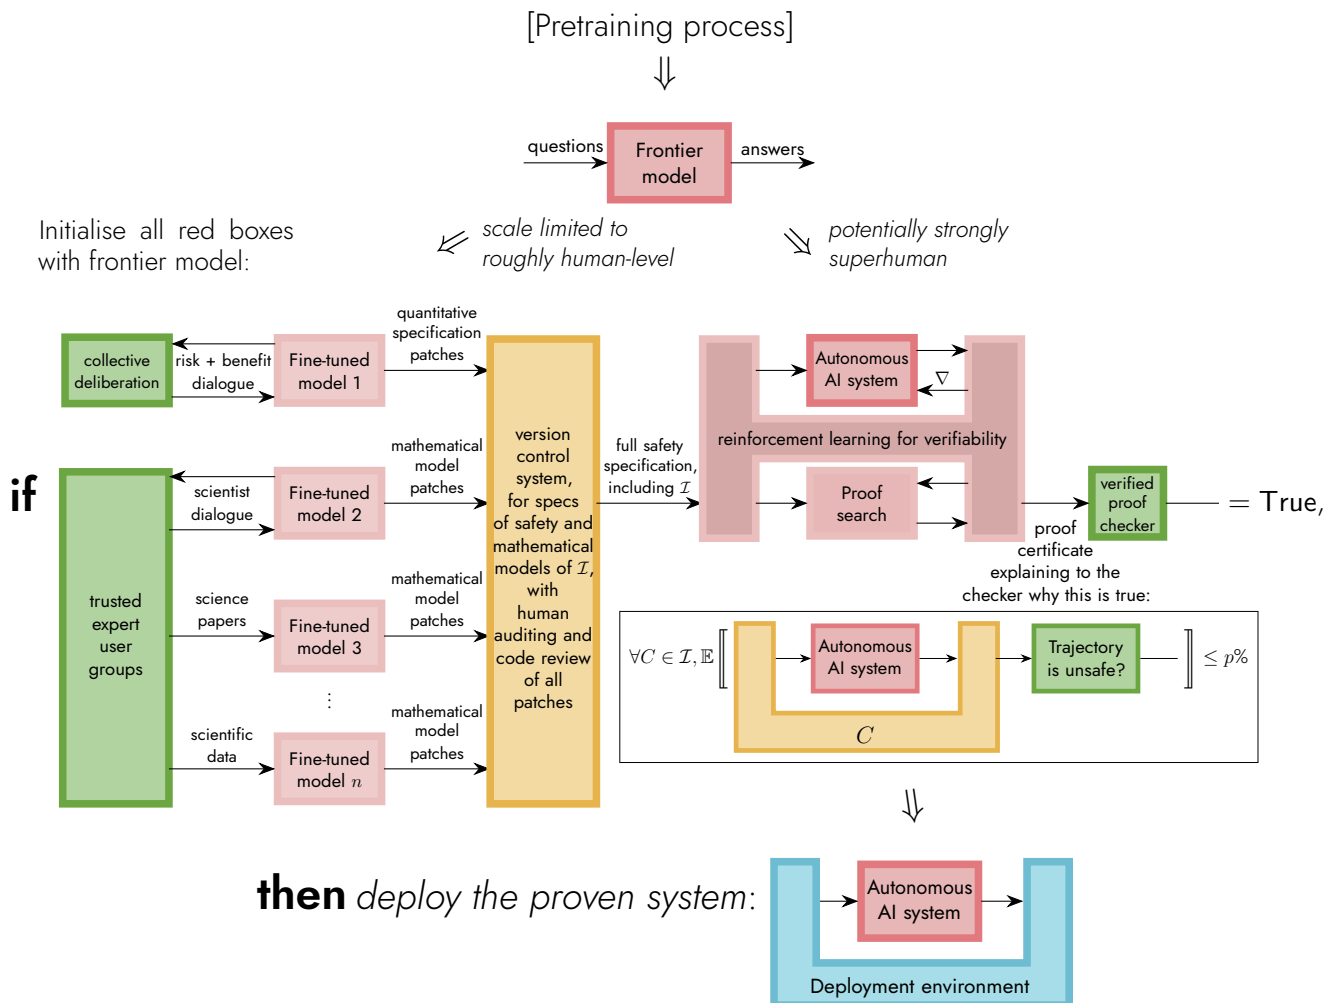 [Pretraining process]
⇓
questions
Frontier
model
answers
Initialise all red boxes
with frontier model:
scale limited to
roughly human-level
potentially strongly
superhuman
if
collective
deliberation
risk + benefit
dialogue
Fine-tuned
model 1
quantitative
specification
patches
trusted
expert
user
groups
scientist
dialogue
Fine-tuned
model 2
mathematical
model
patches
science
papers
Fine-tuned
model 3
mathematical
model
patches
⋮
scientific
data
Fine-tuned
model n
mathematical
model
patches
version
control
system,
for specs
of safety and
mathematical
models of ℐ,
with
human
auditing and
code review
of all
patches
full safety
specification,
including ℐ
Autonomous
AI system
∇
reinforcement learning for verifiability
Proof
search
verified
proof
checker
= True,
proof
certificate
explaining to the
checker why this is true:
∀C ∈ ℐ, 𝔼 ⟦
Autonomous
AI system
C
Trajectory
is unsafe?
⟧ ≤ p%
⇓
then deploy the proven system:
Autonomous
AI system
Deployment environment